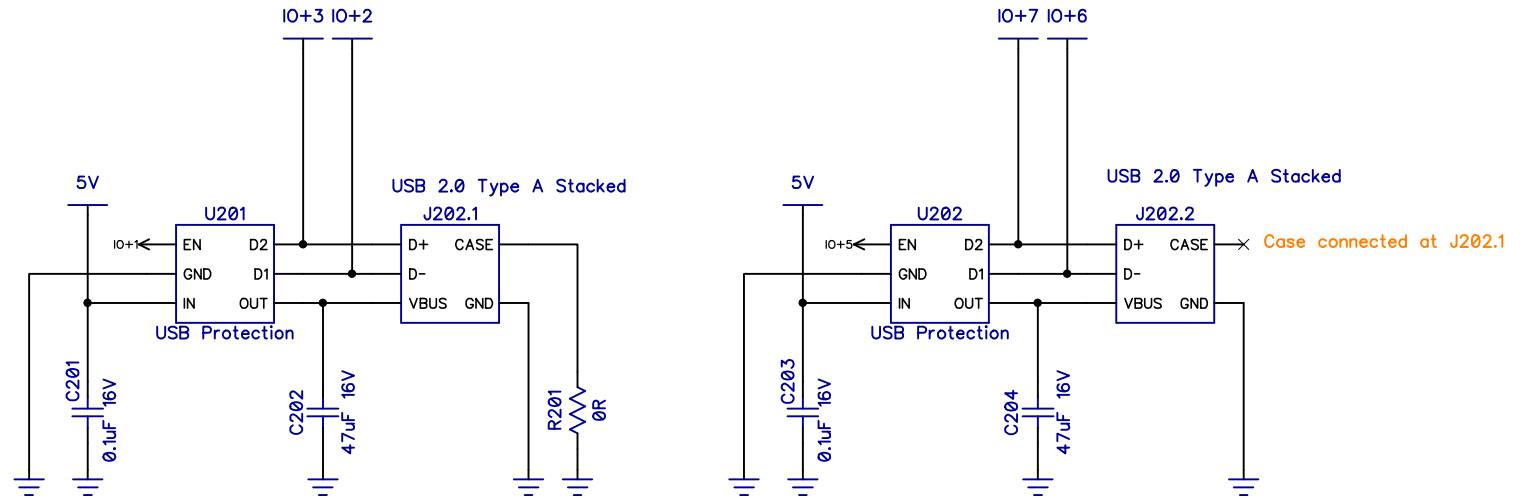 IO+3 IO+2
IO+7 IO+6
5V
USB 2.0 Type A Stacked
U201
J202.1
IO+1
EN
D2
D+
CASE
GND
D1
D-
IN
OUT
VBUS
GND
USB Protection
C201
0.1uF 16V
C202
47uF 16V
R201
0R
5V
USB 2.0 Type A Stacked
U202
J202.2
IO+5
EN
D2
D+
CASE
Case connected at J202.1
GND
D1
D-
IN
OUT
VBUS
GND
USB Protection
C203
0.1uF 16V
C204
47uF 16V